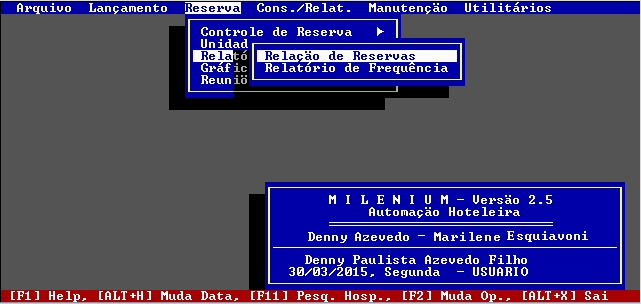 Arquivo Lançamento Reserva Cons./Relat. Manutenção Utilitários
Controle de Reserva
Unidad
Relató
Gráfic
Reuniõ
Relação de Reservas
Relatório de Frequência
M I L E N I U M - Versão 2.5
Automação Hoteleira
Denny Azevedo - Marilene Esquiavoni
Denny Paulista Azevedo Filho
30/03/2015, Segunda - USUARIO
[F1] Help, [ALT+H] Muda Data, [F11] Pesq. Hosp., [F2] Muda Op., [ALT+X] Sai